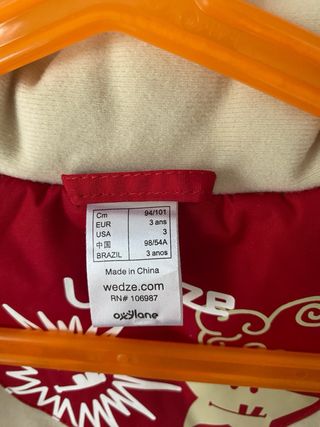 Cm 94/101
EUR 3 ans
USA 3
中国 98/54A
BRAZIL 3 anos
Made in China
wedze.com
RN# 106987
oxylane